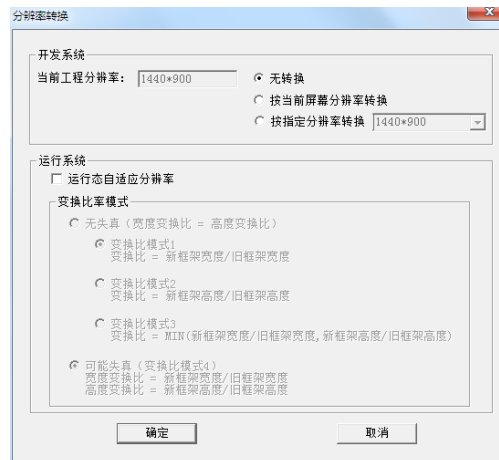 分辨率转换
开发系统
当前工程分辨率： 1440*900
无转换
按当前屏幕分辨率转换
按指定分辨率转换 1440*900
运行系统
运行态自适应分辨率
变换比率模式
无失真（宽度变换比 = 高度变换比）
变换比模式1
变换比 = 新框架宽度/旧框架宽度
变换比模式2
变换比 = 新框架高度/旧框架高度
变换比模式3
变换比 = MIN(新框架宽度/旧框架宽度,新框架高度/旧框架高度)
可能失真（变换比模式4）
宽度变换比 = 新框架宽度/旧框架宽度
高度变换比 = 新框架高度/旧框架高度
确定
取消